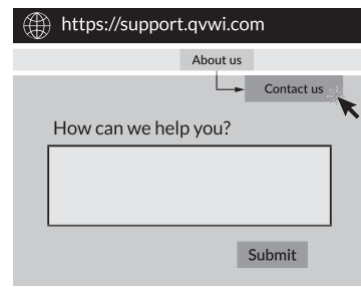 https://support.qvwi.com
About us
Contact us
How can we help you?
Submit